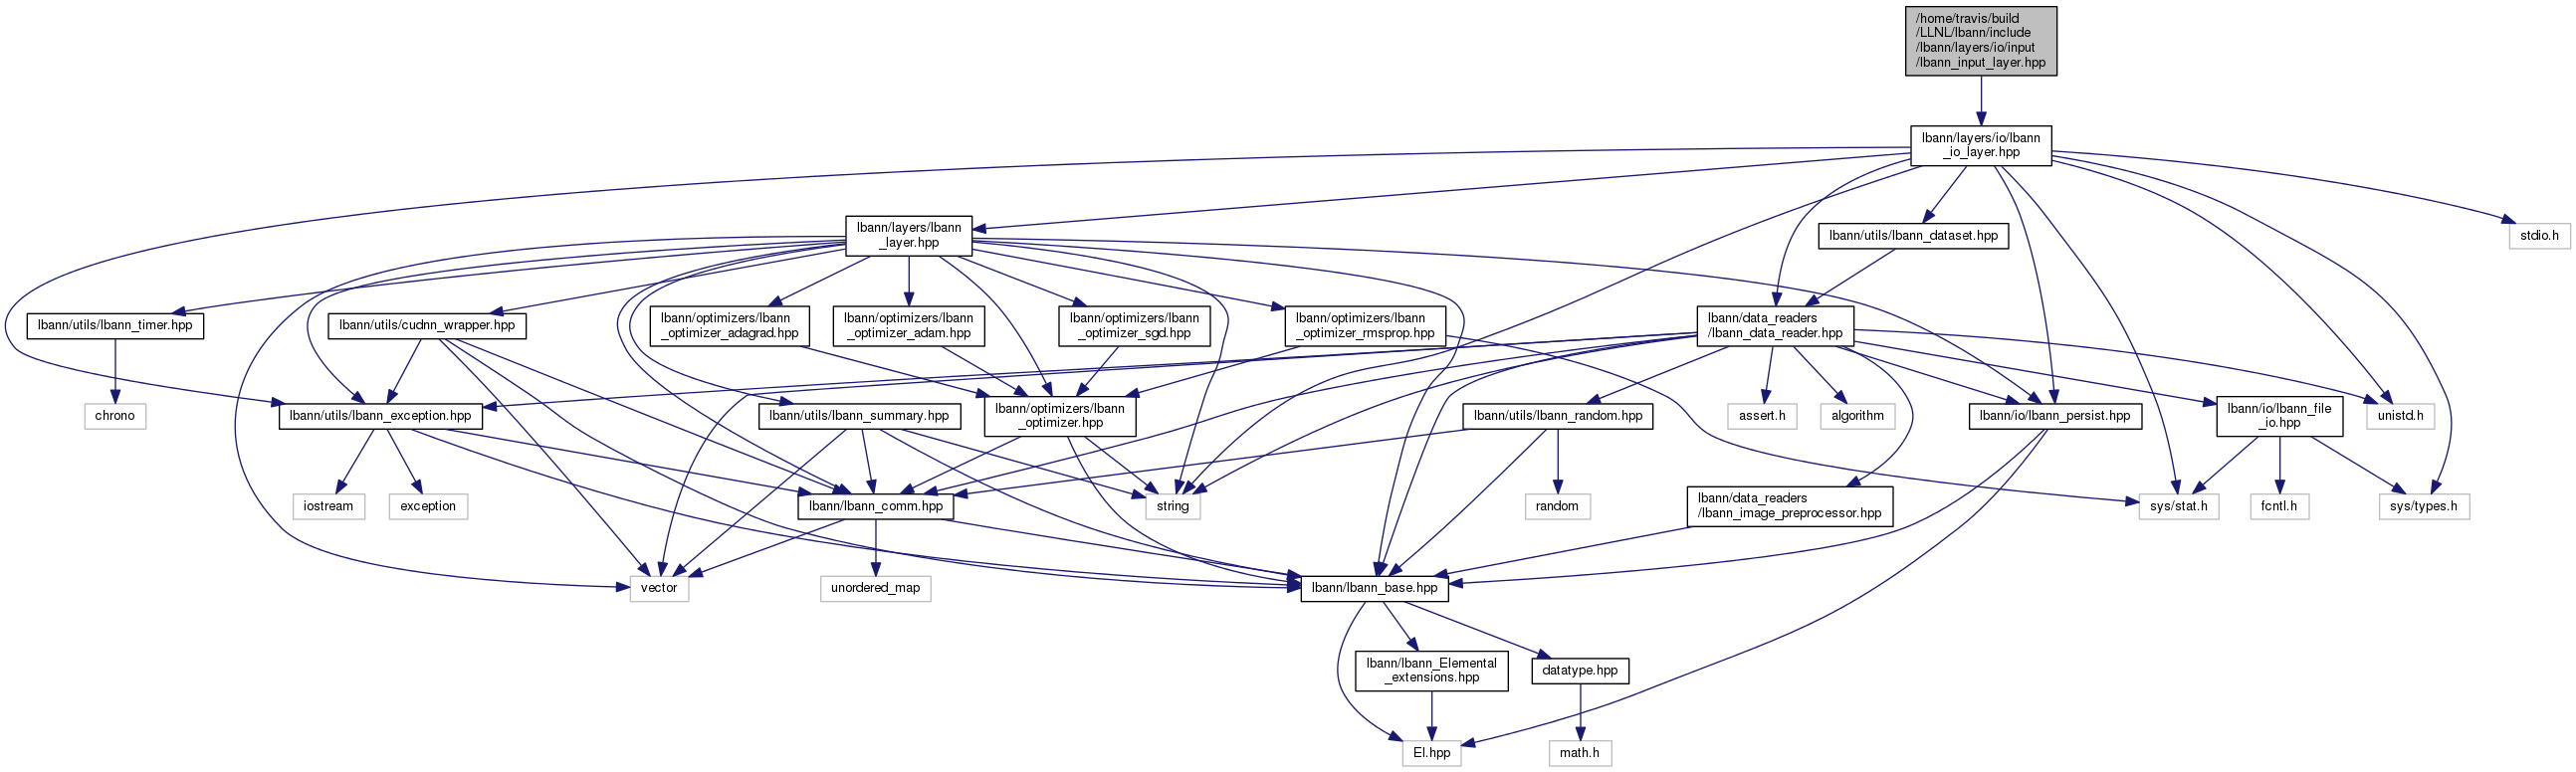 /home/travis/build
/LLNL/lbann/include
/lbann/layers/io/input
/lbann_input_layer.hpp
lbann/layers/io/lbann
_io_layer.hpp
lbann/layers/lbann
_layer.hpp
lbann/utils/lbann_dataset.hpp
stdio.h
lbann/utils/lbann_timer.hpp
lbann/utils/cudnn_wrapper.hpp
lbann/optimizers/lbann
_optimizer_adagrad.hpp
lbann/optimizers/lbann
_optimizer_adam.hpp
lbann/optimizers/lbann
_optimizer_sgd.hpp
lbann/optimizers/lbann
_optimizer_rmsprop.hpp
lbann/data_readers
/lbann_data_reader.hpp
chrono
lbann/utils/lbann_exception.hpp
lbann/utils/lbann_summary.hpp
lbann/optimizers/lbann
_optimizer.hpp
lbann/utils/lbann_random.hpp
assert.h
algorithm
lbann/io/lbann_persist.hpp
lbann/io/lbann_file
_io.hpp
unistd.h
iostream
exception
lbann/lbann_comm.hpp
string
random
lbann/data_readers
/lbann_image_preprocessor.hpp
sys/stat.h
fcntl.h
sys/types.h
vector
unordered_map
lbann/lbann_base.hpp
lbann/lbann_Elemental
_extensions.hpp
datatype.hpp
El.hpp
math.h